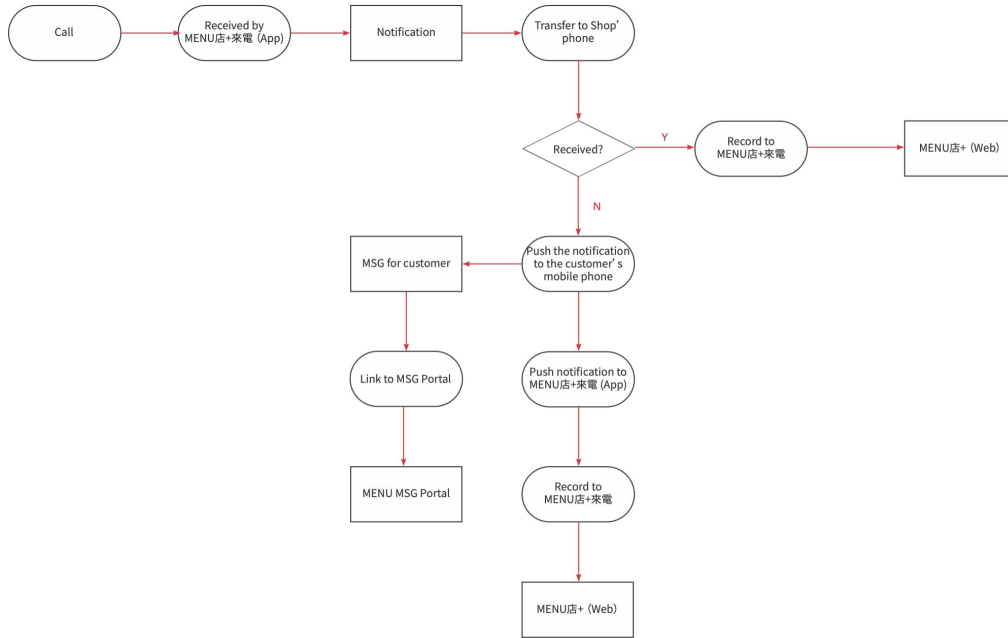 Call
Received by
MENU店+來電 (App)
Notification
Transfer to Shop’
phone
Received?
Y
Record to
MENU店+來電
MENU店+ (Web)
N
Push the notification
to the customer’s
mobile phone
MSG for customer
Link to MSG Portal
MENU MSG Portal
Push notification to
MENU店+來電 (App)
Record to
MENU店+來電
MENU店+ (Web)